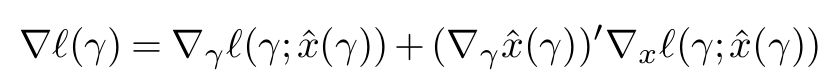 ∇ℓ(γ) = ∇_γ ℓ(γ; x̂(γ)) + (∇_γ x̂(γ))′ ∇_x ℓ(γ; x̂(γ))